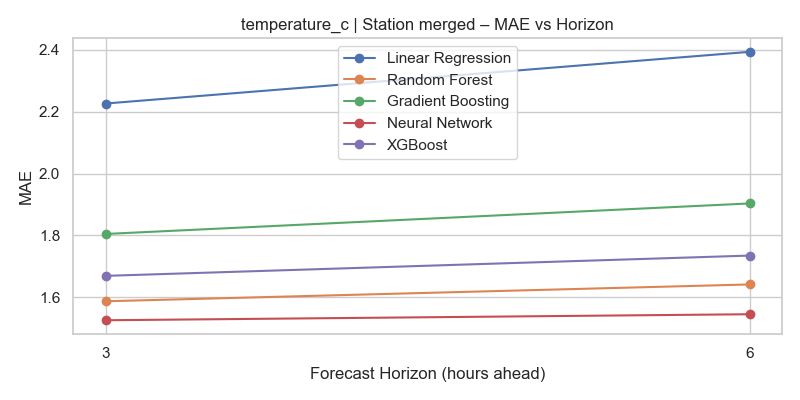 temperature_c | Station merged – MAE vs Horizon
2.4
2.2
2.0
1.8
1.6
MAE
Linear Regression
Random Forest
Gradient Boosting
Neural Network
XGBoost
3
6
Forecast Horizon (hours ahead)